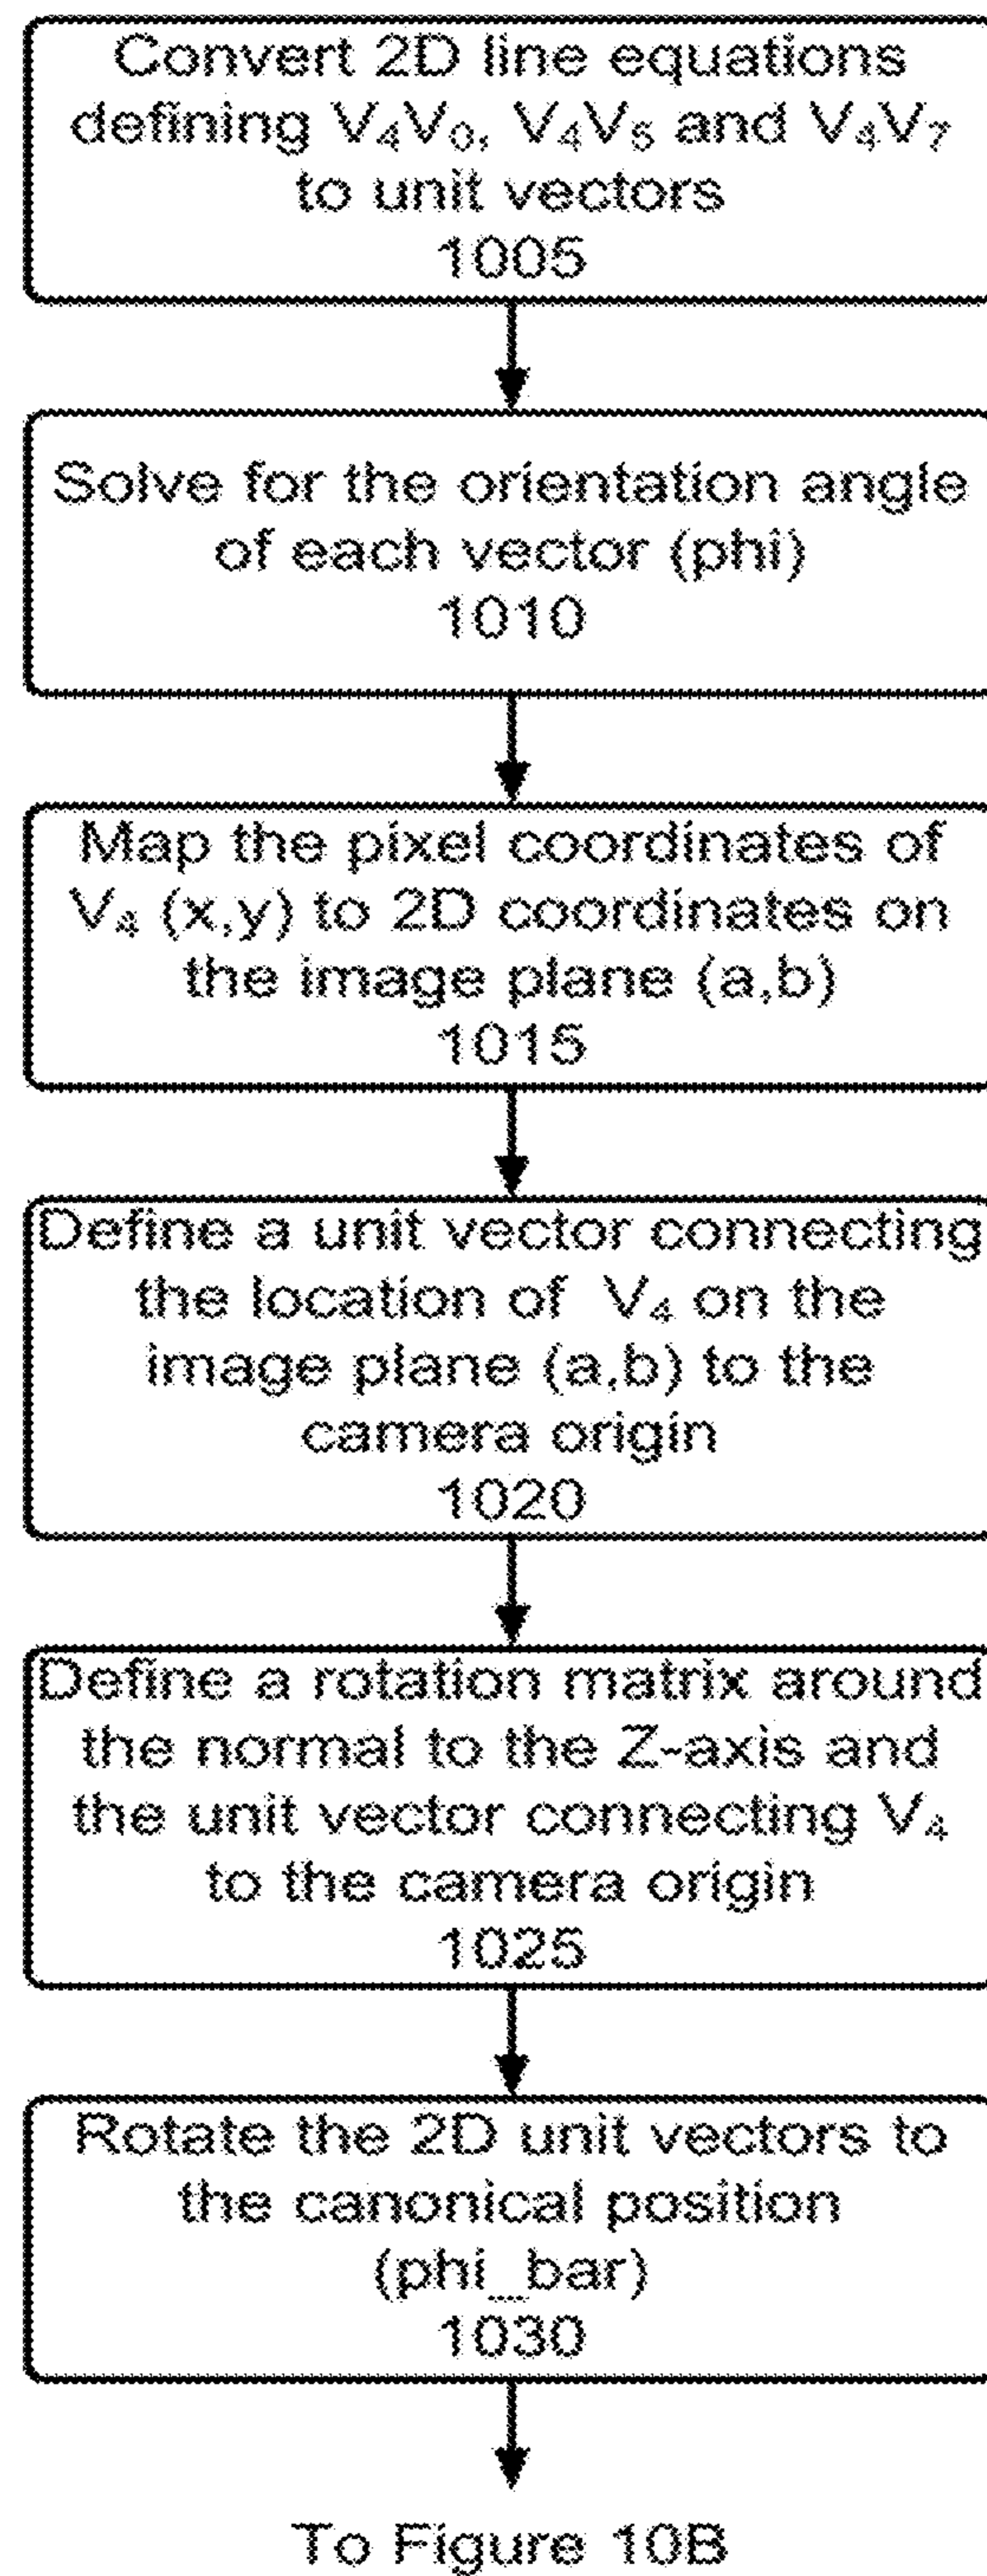 Convert 2D line equations
defining V₄V₀, V₄V₅ and V₄V₇
to unit vectors
1005
Solve for the orientation angle
of each vector (phi)
1010
Map the pixel coordinates of
V₄ (x,y) to 2D coordinates on
the image plane (a,b)
1015
Define a unit vector connecting
the location of V₄ on the
image plane (a,b) to the
camera origin
1020
Define a rotation matrix around
the normal to the Z-axis and
the unit vector connecting V₄
to the camera origin
1025
Rotate the 2D unit vectors to
the canonical position
(phi_bar)
1030
To Figure 10B